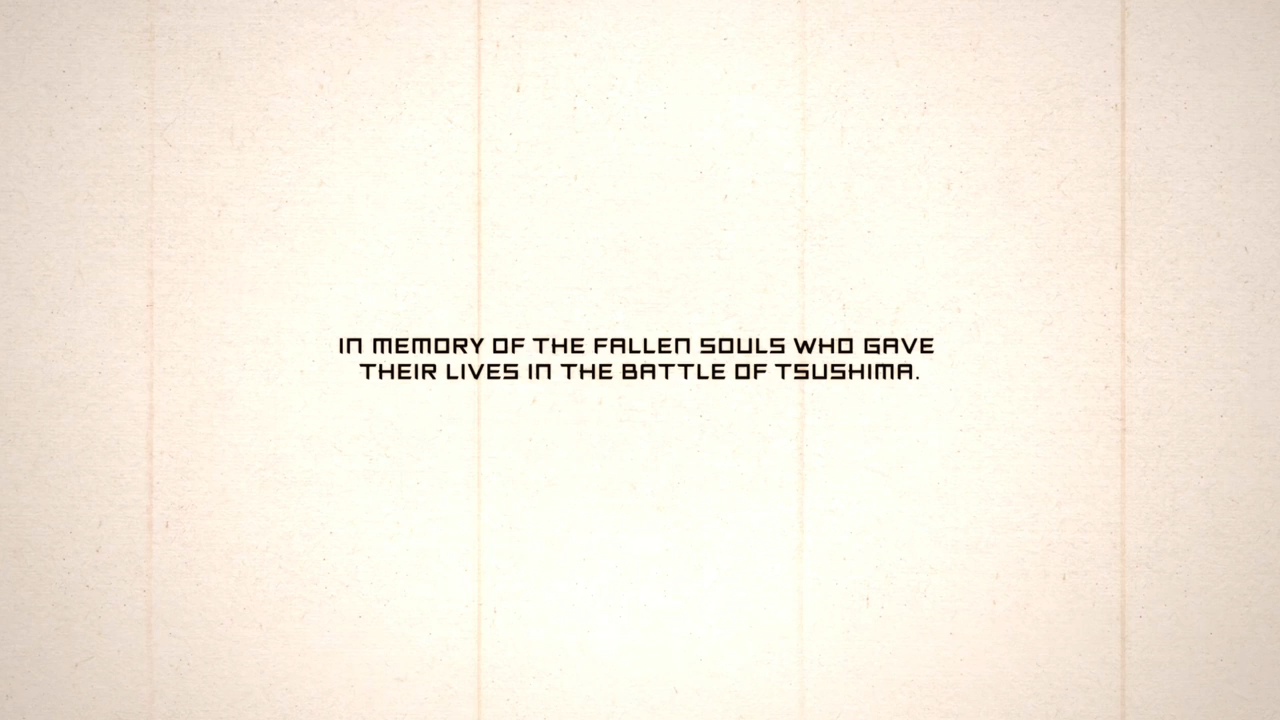 IN MEMORY OF THE FALLEN SOULS WHO GAVE
THEIR LIVES IN THE BATTLE OF TSUSHIMA.